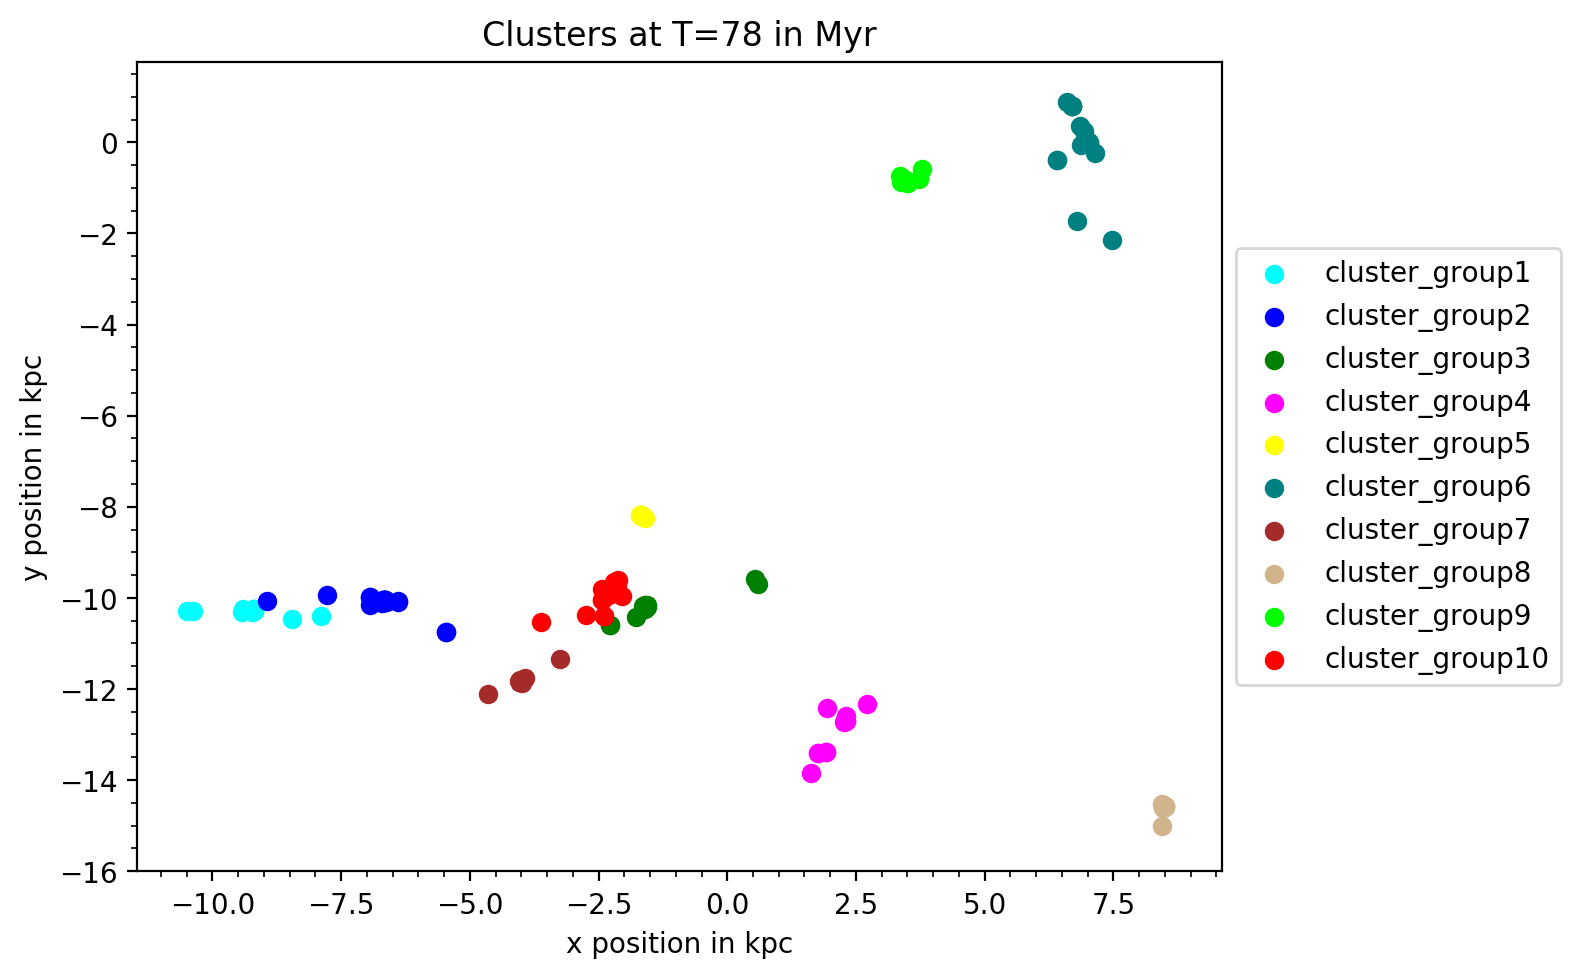 Clusters at T=78 in Myr
0
−2
−4
−6
−8
−10
−12
−14
−16
y position in kpc
−10.0 −7.5 −5.0 −2.5 0.0 2.5 5.0 7.5
x position in kpc
cluster_group1
cluster_group2
cluster_group3
cluster_group4
cluster_group5
cluster_group6
cluster_group7
cluster_group8
cluster_group9
cluster_group10